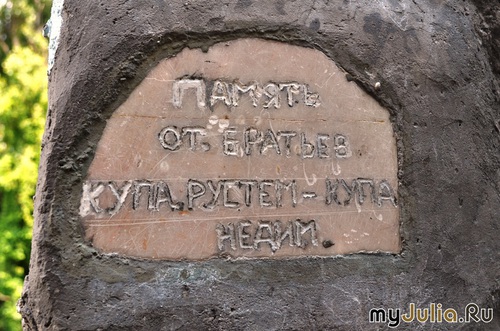 ПАМЯТЬ
ОТ. БРАТЬЕВ
КУПА. РУСТЕМ - КУПА
НЕДИМ
myJulia.Ru